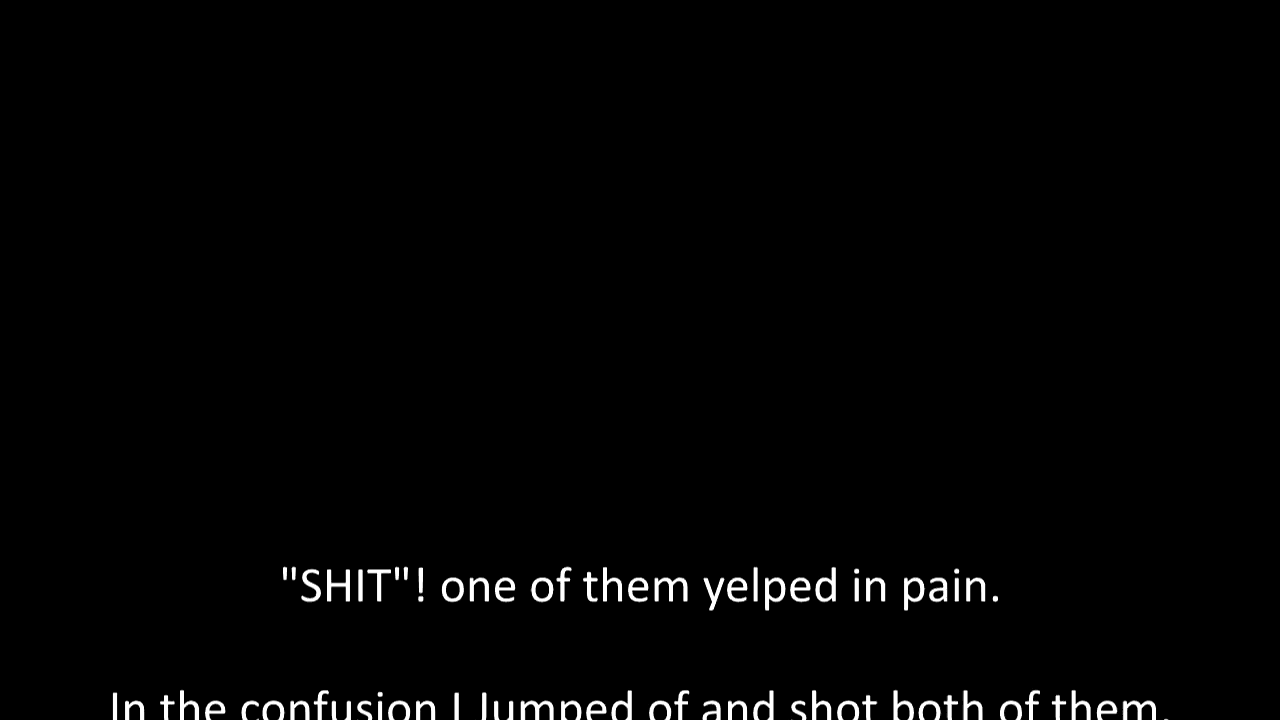 "SHIT"! one of them yelped in pain.
In the confusion I Jumped of and shot both of them.